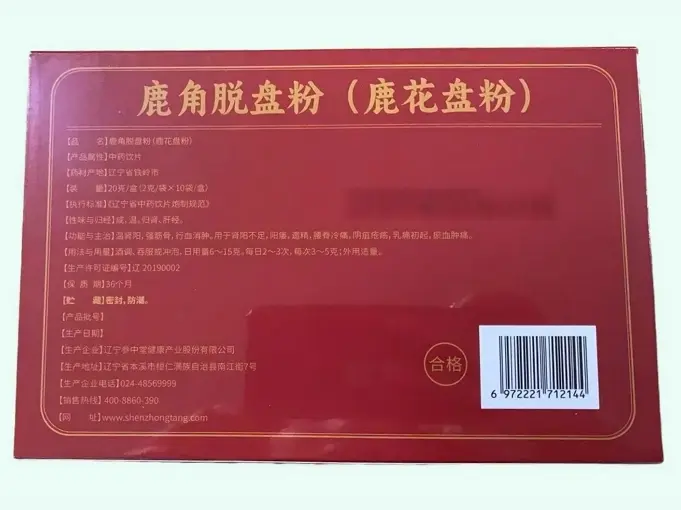 鹿角脱盘粉（鹿花盘粉）
【品　　名】鹿角脱盘粉（鹿花盘粉）
【产品属性】中药饮片
【药材产地】辽宁省铁岭市
【装　　量】20克/盒（2克/袋×10袋/盒）
【执行标准】《辽宁省中药饮片炮制规范》
【性味与归经】咸，温。归肾、肝经。
【功能与主治】温肾阳，强筋骨，行血消肿。用于肾阳不足，阳痿，遗精，腰脊冷痛，阴疽疮疡，乳痈初起，瘀血肿痛。
【用法与用量】酒调、吞服或冲泡，日用量6～15克，每日2～3次，每次3～5克；外用适量。
【生产许可证编号】辽 20190002
【保 质 期】36个月
【贮　　藏】密封，防潮。
【产品批号】
【生产日期】
【生产企业】辽宁参中堂健康产业股份有限公司
【生产地址】辽宁省本溪市桓仁满族自治县南江街7号
【生产企业电话】024-48569999
【销售热线】400-8860-390
【网　　址】www.shenzhongtang.com
合格
6 972221 712144